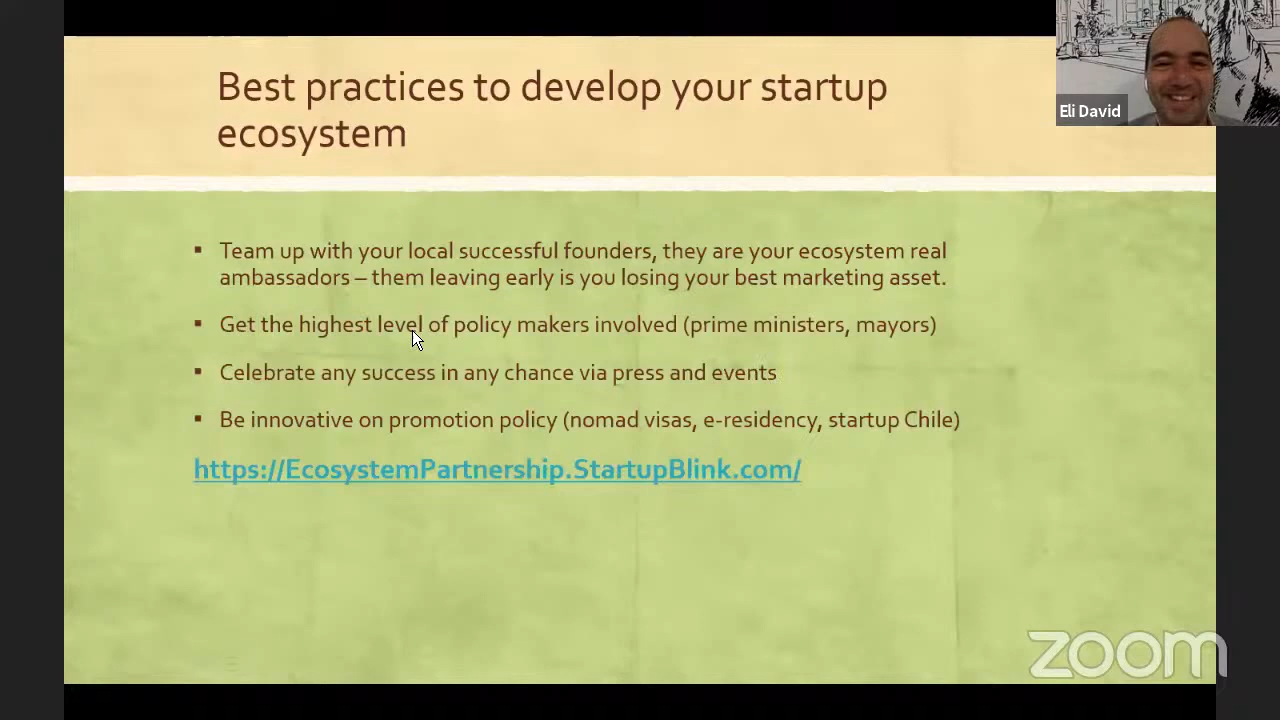 Best practices to develop your startup
ecosystem
Eli David
▪ Team up with your local successful founders, they are your ecosystem real
ambassadors – them leaving early is you losing your best marketing asset.
▪ Get the highest level of policy makers involved (prime ministers, mayors)
▪ Celebrate any success in any chance via press and events
▪ Be innovative on promotion policy (nomad visas, e-residency, startup Chile)
https://EcosystemPartnership.StartupBlink.com/
zoom